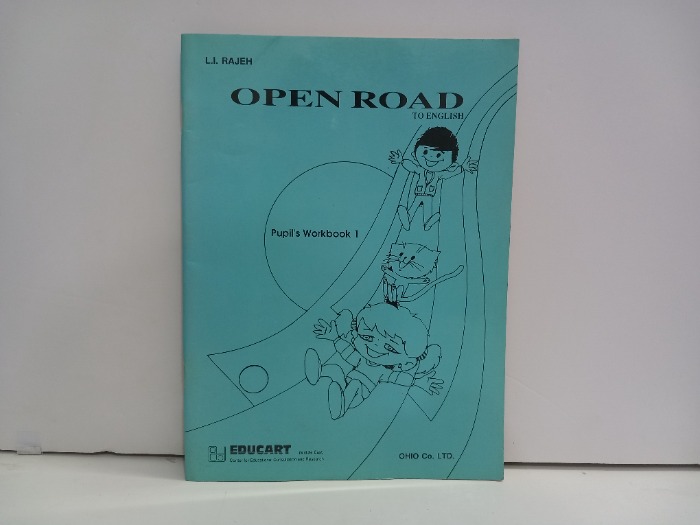 L.I. RAJEH
OPEN ROAD
TO ENGLISH
Pupil's Workbook 1
EDUCART
OHIO Co. LTD.